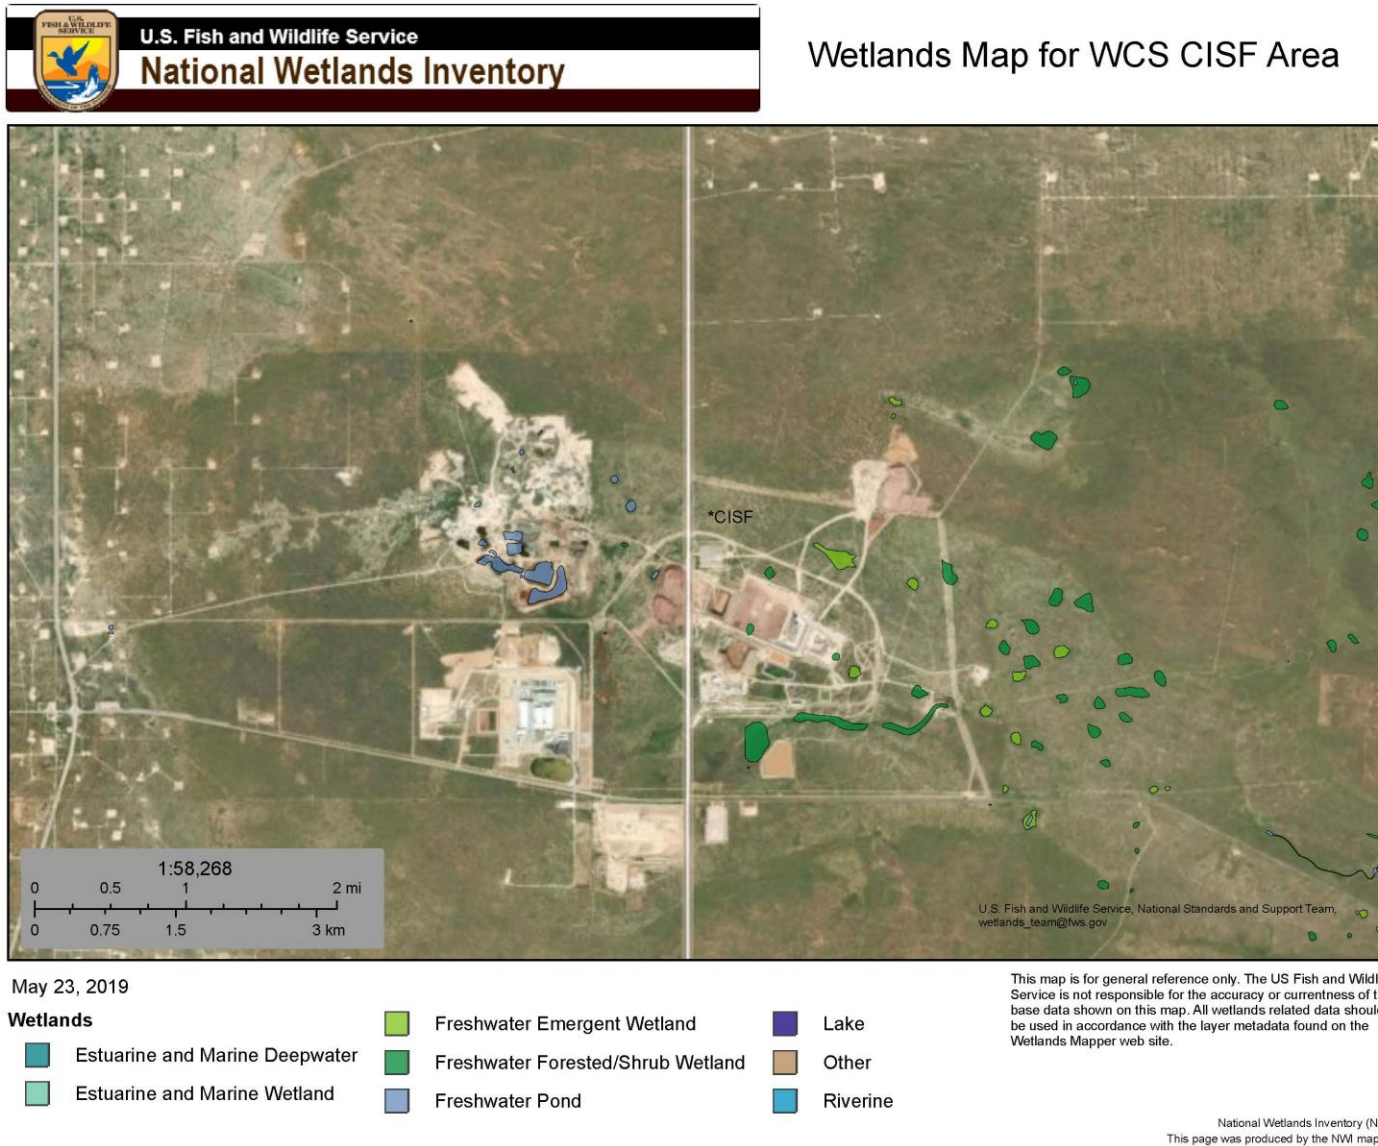 U.S.
FISH & WILDLIFE
SERVICE
U.S. Fish and Wildlife Service
National Wetlands Inventory
Wetlands Map for WCS CISF Area
*CISF
1:58,268
0 0.5 1 2 mi
0 0.75 1.5 3 km
U.S. Fish and Wildlife Service, National Standards and Support Team,
wetlands_team@fws.gov
May 23, 2019
Wetlands
Estuarine and Marine Deepwater
Estuarine and Marine Wetland
Freshwater Emergent Wetland
Freshwater Forested/Shrub Wetland
Freshwater Pond
Lake
Other
Riverine
This map is for general reference only. The US Fish and Wildl
Service is not responsible for the accuracy or currentness of t
base data shown on this map. All wetlands related data shoul
be used in accordance with the layer metadata found on the
Wetlands Mapper web site.
National Wetlands Inventory (N
This page was produced by the NWI map